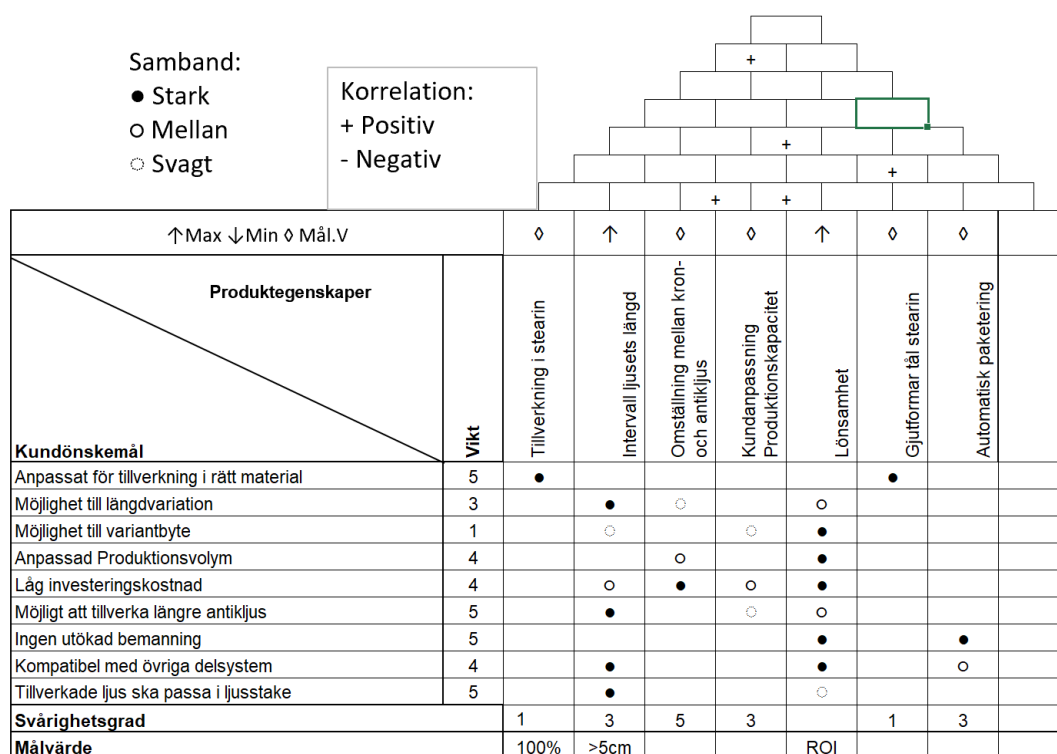 Samband:
● Stark
○ Mellan
◌ Svagt
Korrelation:
+ Positiv
- Negativ
+
+
+
+ +
↑Max ↓Min ◊ Mål.V ◊ ↑ ◊ ◊ ↑ ◊ ◊
Produktegenskaper
Kundönskemål
Vikt
Tillverkning i stearin
Intervall ljusets längd
Omställning mellan kron-
och antikljus
Kundanpassning
Produktionskapacitet
Lönsamhet
Gjutformar tål stearin
Automatisk paketering
Anpassat för tillverkning i rätt material 5 ● ●
Möjlighet till längdvariation 3 ● ◌ ○
Möjlighet till variantbyte 1 ◌ ◌ ●
Anpassad Produktionsvolym 4 ○ ●
Låg investeringskostnad 4 ○ ● ○ ●
Möjligt att tillverka längre antikljus 5 ● ◌ ○
Ingen utökad bemanning 5 ● ●
Kompatibel med övriga delsystem 4 ● ● ○
Tillverkade ljus ska passa i ljusstake 5 ● ◌
Svårighetsgrad 1 3 5 3 1 3
Målvärde 100% >5cm ROI